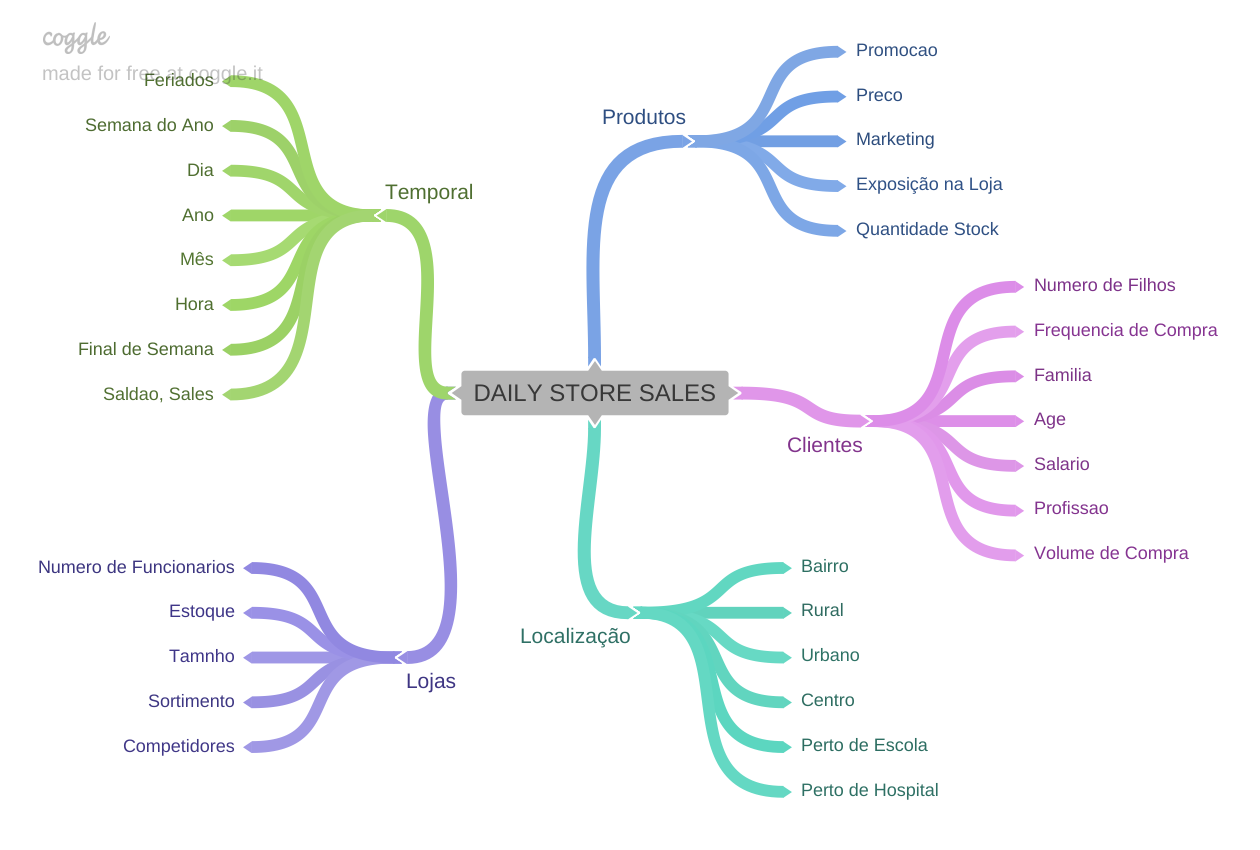 coggle
made for free at coggle.it
Feriados
Semana do Ano
Dia
Ano
Mês
Hora
Final de Semana
Saldao, Sales
Temporal
Produtos
Promocao
Preco
Marketing
Exposição na Loja
Quantidade Stock
DAILY STORE SALES
Clientes
Numero de Filhos
Frequencia de Compra
Familia
Age
Salario
Profissao
Volume de Compra
Numero de Funcionarios
Estoque
Tamnho
Sortimento
Competidores
Lojas
Localização
Bairro
Rural
Urbano
Centro
Perto de Escola
Perto de Hospital